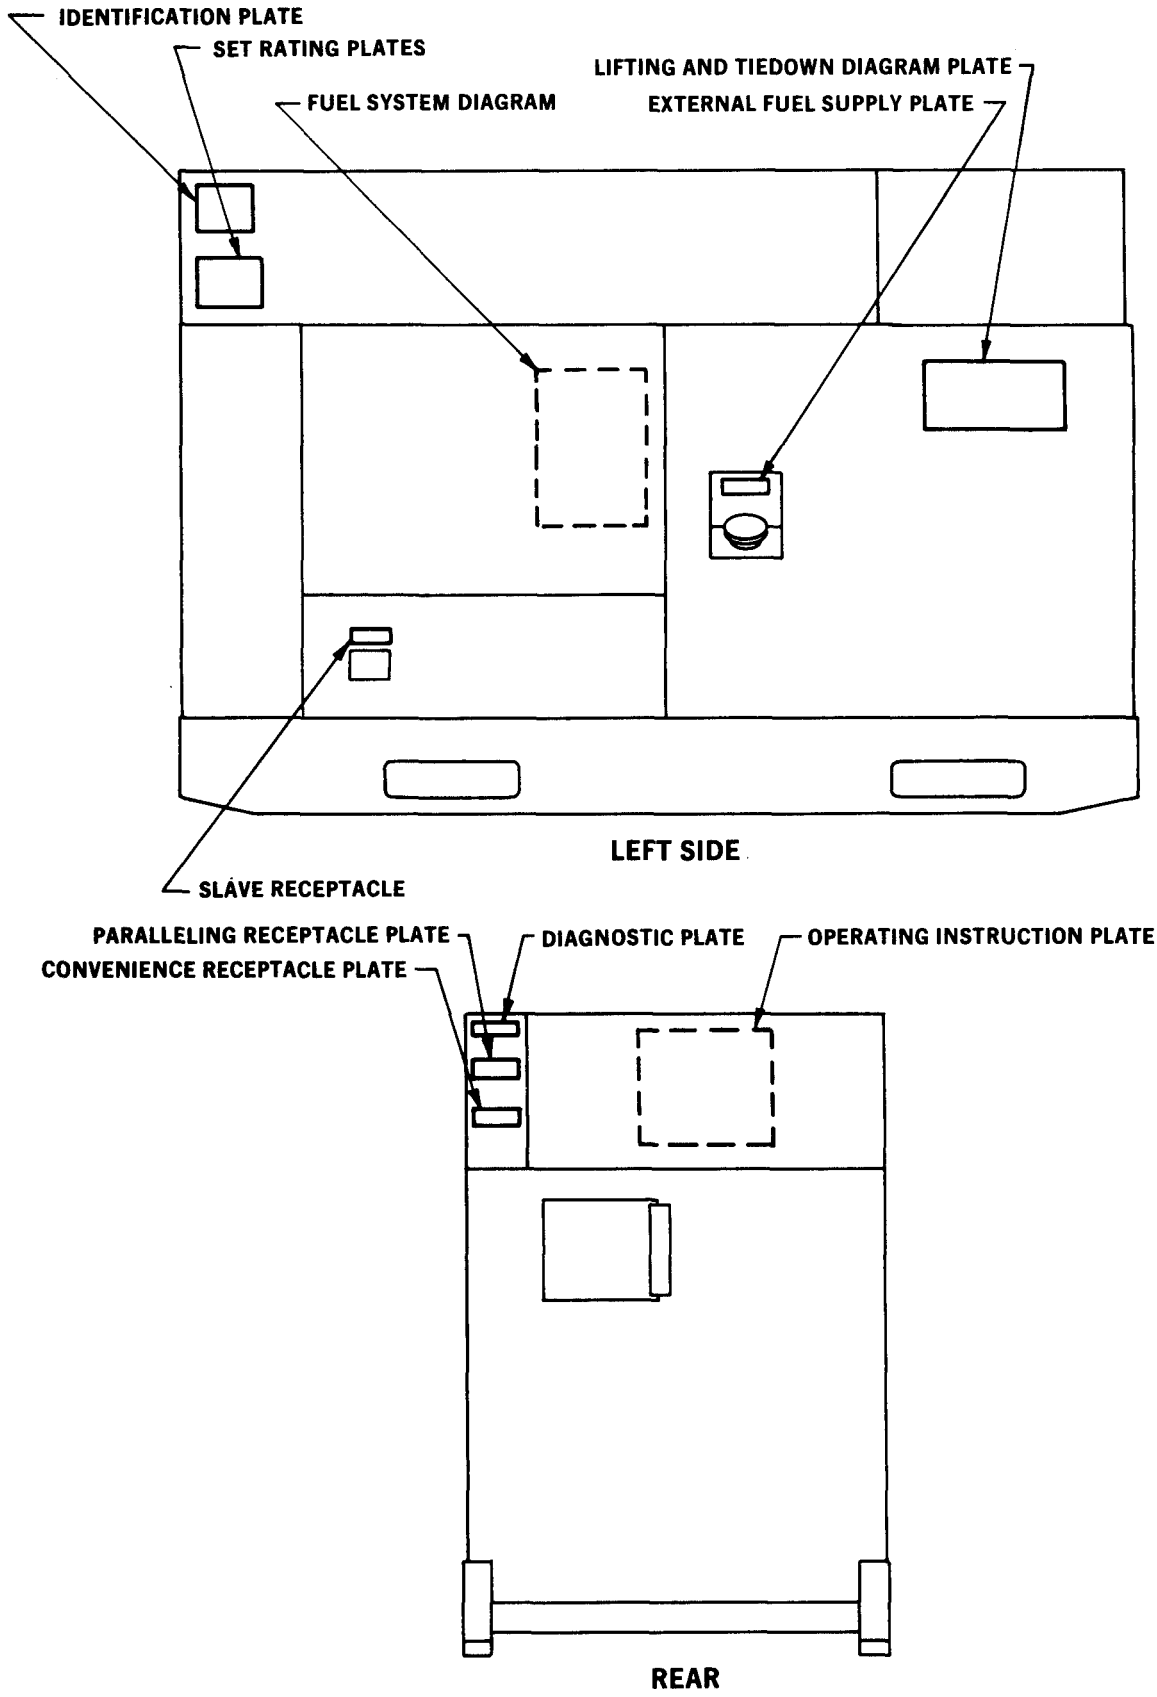 IDENTIFICATION PLATE
SET RATING PLATES
FUEL SYSTEM DIAGRAM
LIFTING AND TIEDOWN DIAGRAM PLATE
EXTERNAL FUEL SUPPLY PLATE
LEFT SIDE
SLAVE RECEPTACLE
PARALLELING RECEPTACLE PLATE
DIAGNOSTIC PLATE
OPERATING INSTRUCTION PLATE
CONVENIENCE RECEPTACLE PLATE
REAR